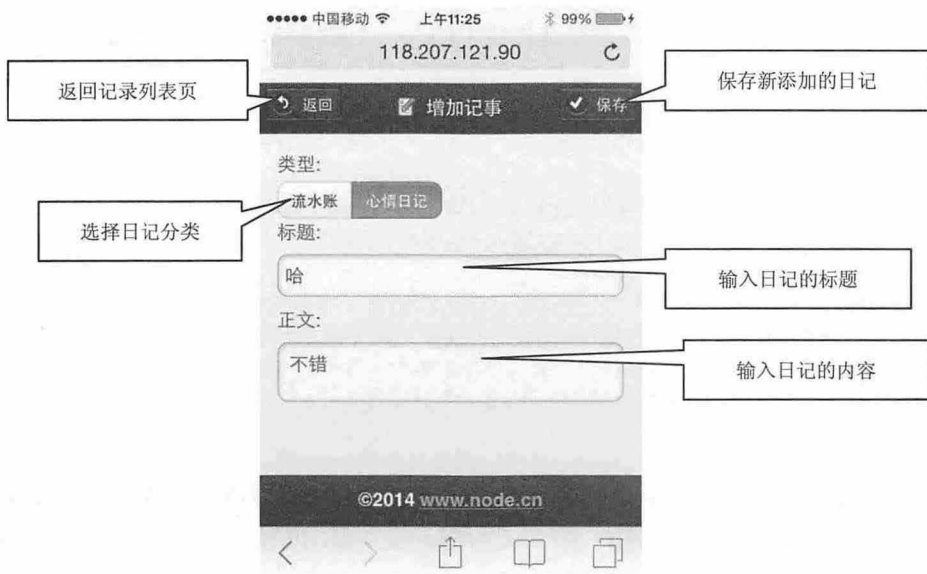 中国移动 上午11:25 99%
118.207.121.90
返回记录列表页
返回 增加记事 保存
保存新添加的日记
类型:
流水账 心情日记
选择日记分类
标题:
哈
输入日记的标题
正文:
不错
输入日记的内容
©2014 www.node.cn